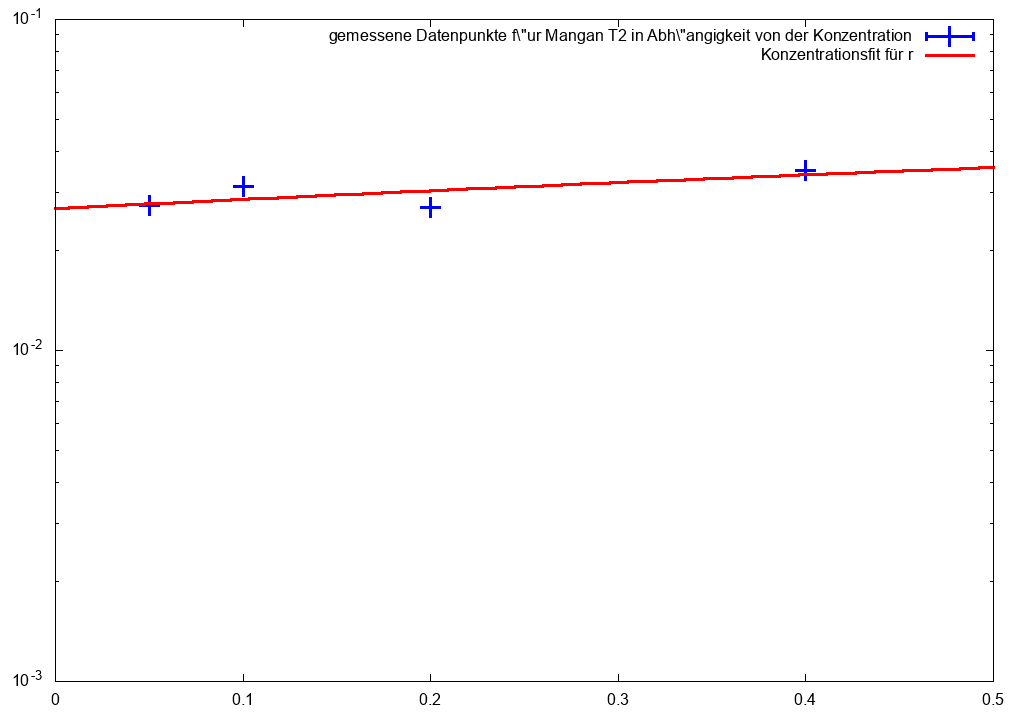 10^-1
gemessene Datenpunkte f\"ur Mangan T2 in Abh\"angigkeit von der Konzentration
Konzentrationsfit für r
10^-2
10^-3
0 0.1 0.2 0.3 0.4 0.5